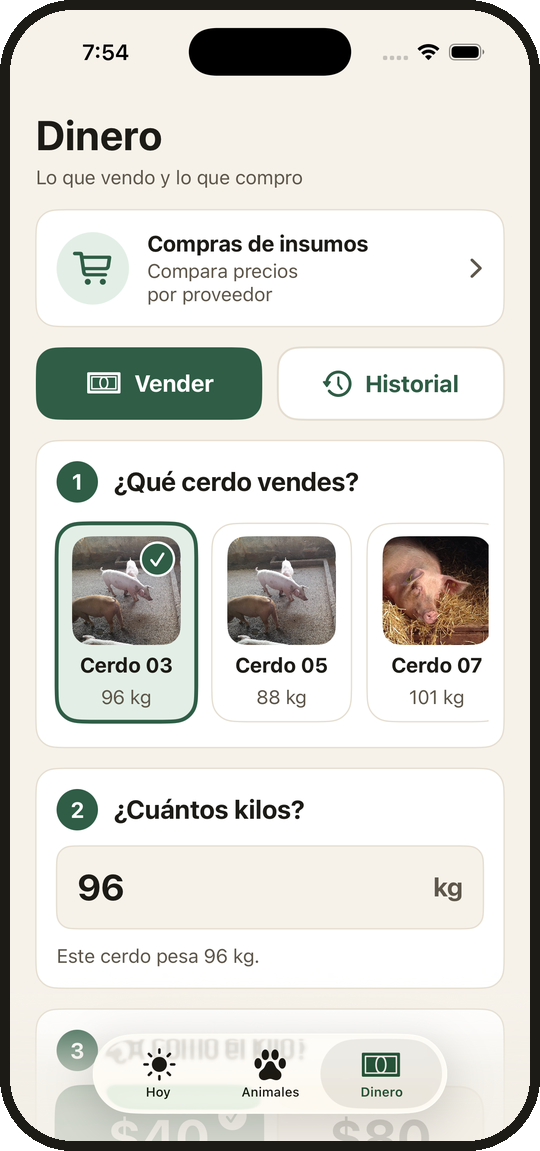 7:54
Dinero
Lo que vendo y lo que compro
Compras de insumos
Compara precios
por proveedor
Vender
Historial
1
¿Qué cerdo vendes?
Cerdo 03
96 kg
Cerdo 05
88 kg
Cerdo 07
101 kg
2
¿Cuántos kilos?
96
kg
Este cerdo pesa 96 kg.
3
Hoy
Animales
Dinero
$40
$80